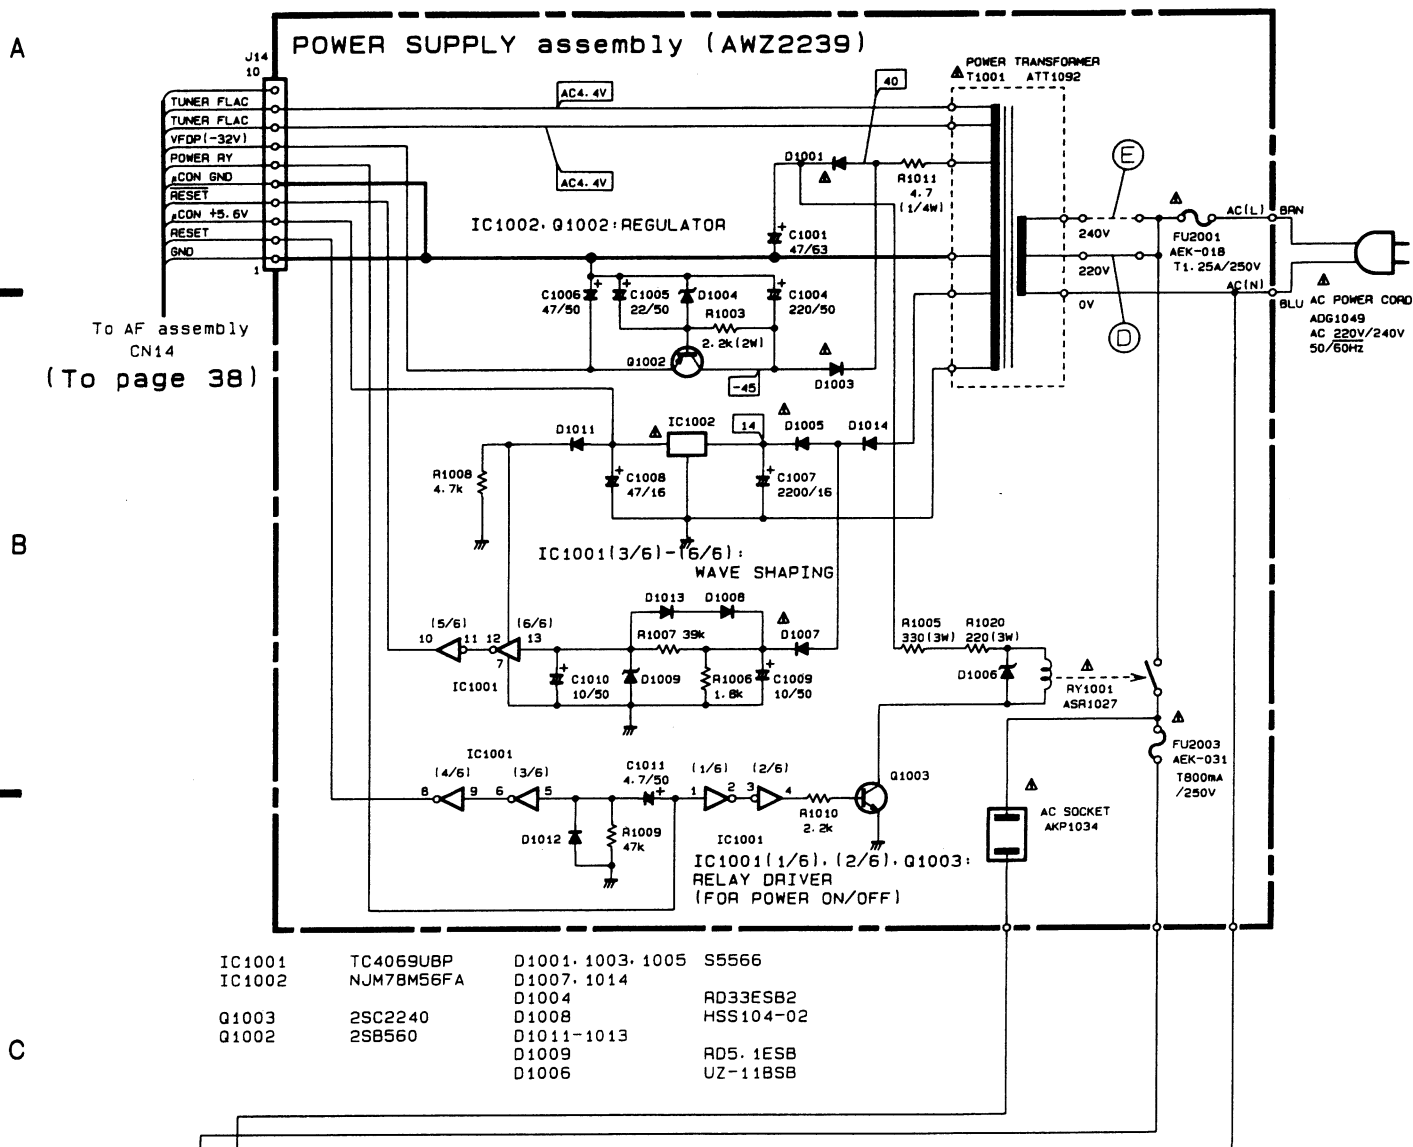 A
POWER SUPPLY assembly (AWZ2239)
J14
10
TUNER FLAC
TUNER FLAC
VFDP(-32V)
POWER RY
μCON GND
RESET
μCON +5.6V
RESET
GND
1
To AF assembly
CN14
(To page 38)
AC4.4V
AC4.4V
40
POWER TRANSFORMER
T1001 ATT1092
D1001
R1011
4.7
(1/4W)
IC1002, Q1002: REGULATOR
+
C1001
47/63
E
240V
220V
0V
D
FU2001
AEK-018
T1.25A/250V
AC(L)
BRN
AC(N)
BLU
AC POWER CORD
ADG1049
AC 220V/240V
50/60Hz
C1006
47/50
+
C1005
22/50
D1004
R1003
2.2k(2W)
+
C1004
220/50
Q1002
-45
D1003
D1011
IC1002
14
D1005
D1014
R1008
4.7k
+
C1008
47/16
+
C1007
2200/16
B
IC1001(3/6)-(6/6):
WAVE SHAPING
D1013
D1008
(5/6)
(6/6)
10
11
12
13
7
IC1001
R1007 39k
D1007
+
C1010
10/50
D1009
R1006
1.8k
+
C1009
10/50
R1005
330(3W)
R1020
220(3W)
D1006
RY1001
ASR1027
FU2003
AEK-031
T800mA
/250V
IC1001
(4/6)
(3/6)
8
9
6
5
C1011
4.7/50
+
(1/6)
(2/6)
1
2
3
4
D1012
R1009
47k
IC1001
R1010
2.2k
Q1003
AC SOCKET
AKP1034
IC1001(1/6), (2/6), Q1003:
RELAY DRIVER
(FOR POWER ON/OFF)
C
IC1001 TC4069UBP D1001, 1003, 1005 S5566
IC1002 NJM78M56FA D1007, 1014
D1004 RD33ESB2
Q1003 2SC2240 D1008 HSS104-02
Q1002 2SB560 D1011-1013
D1009 RD5.1ESB
D1006 UZ-11BSB